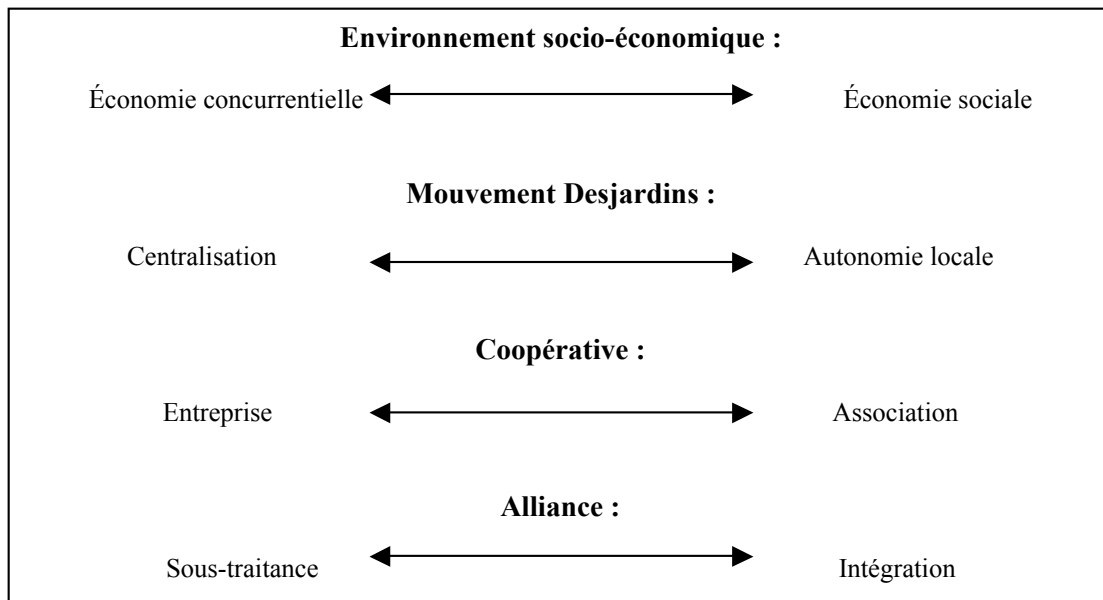 Environnement socio-économique :
Économie concurrentielle Économie sociale
Mouvement Desjardins :
Centralisation Autonomie locale
Coopérative :
Entreprise Association
Alliance :
Sous-traitance Intégration